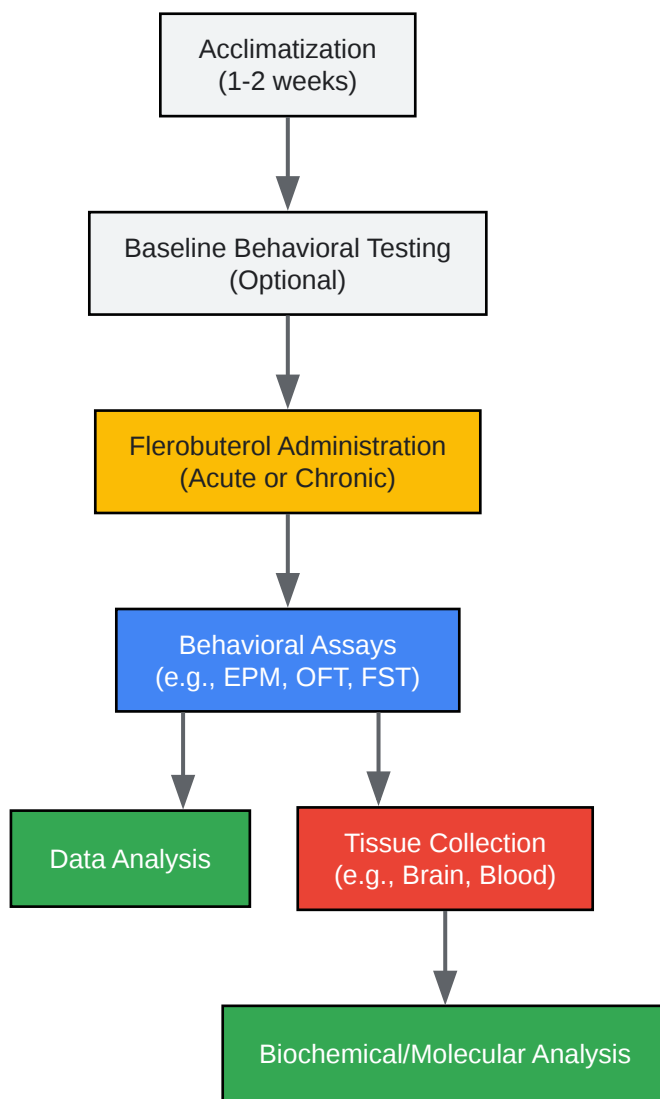 Acclimatization
(1-2 weeks)
Baseline Behavioral Testing
(Optional)
Flerobuterol Administration
(Acute or Chronic)
Behavioral Assays
(e.g., EPM, OFT, FST)
Data Analysis
Tissue Collection
(e.g., Brain, Blood)
Biochemical/Molecular Analysis